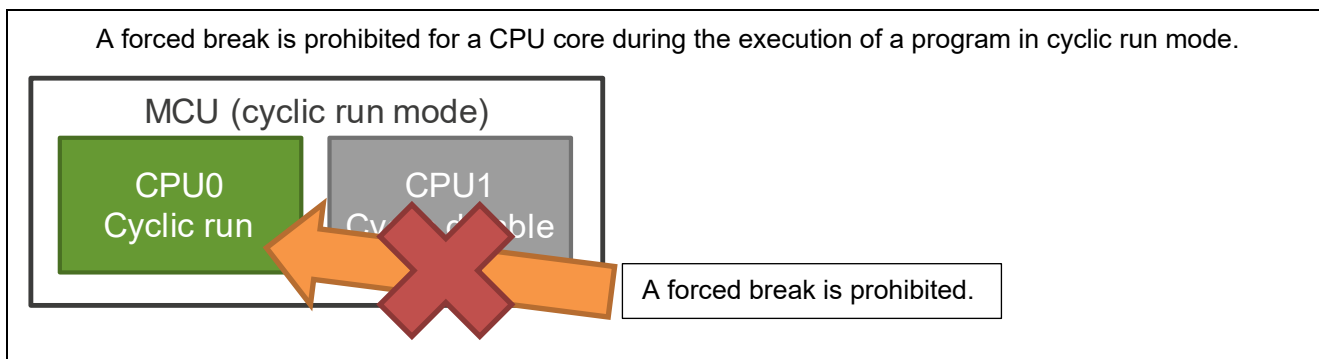 A forced break is prohibited for a CPU core during the execution of a program in cyclic run mode.
MCU (cyclic run mode)
CPU0
Cyclic run
CPU1
A forced break is prohibited.